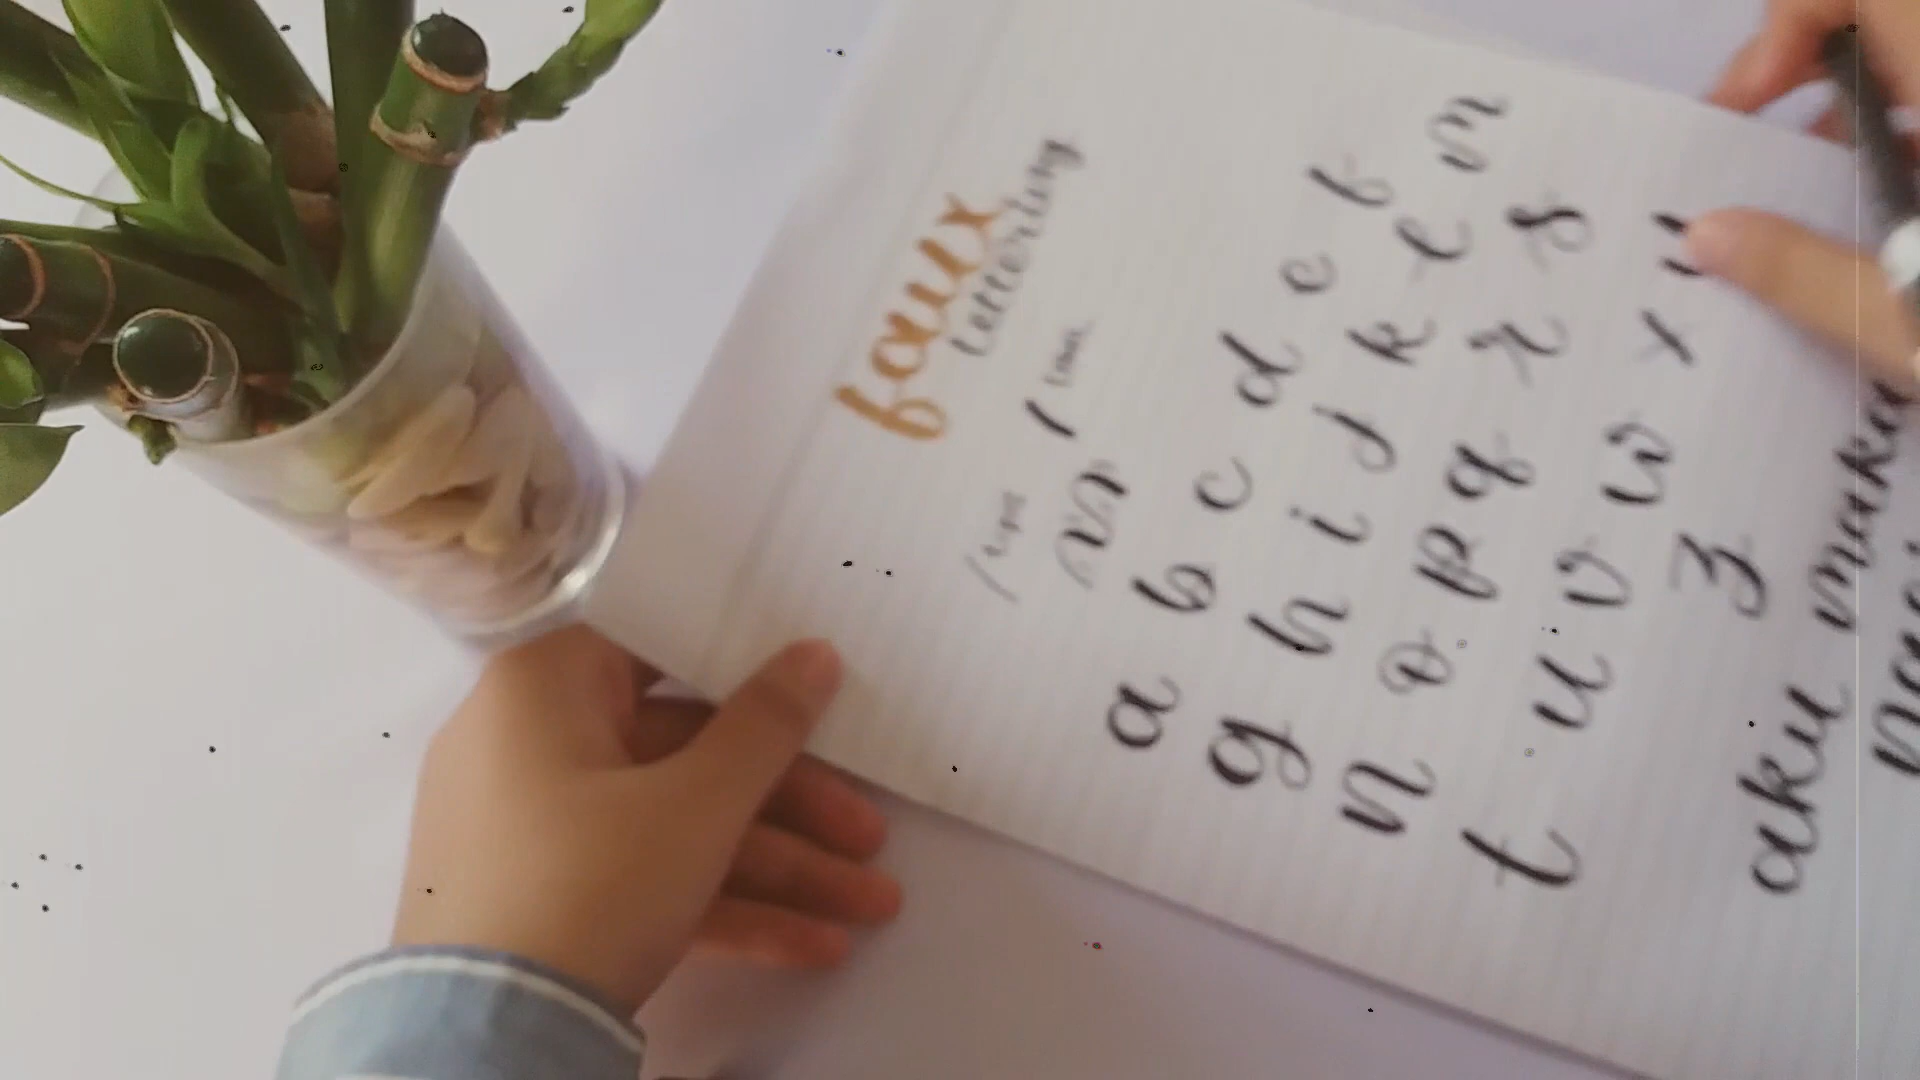 faux
lettering
a b c d e f
g h i j k l m
n o p q r s
t u v w x y
z
aku